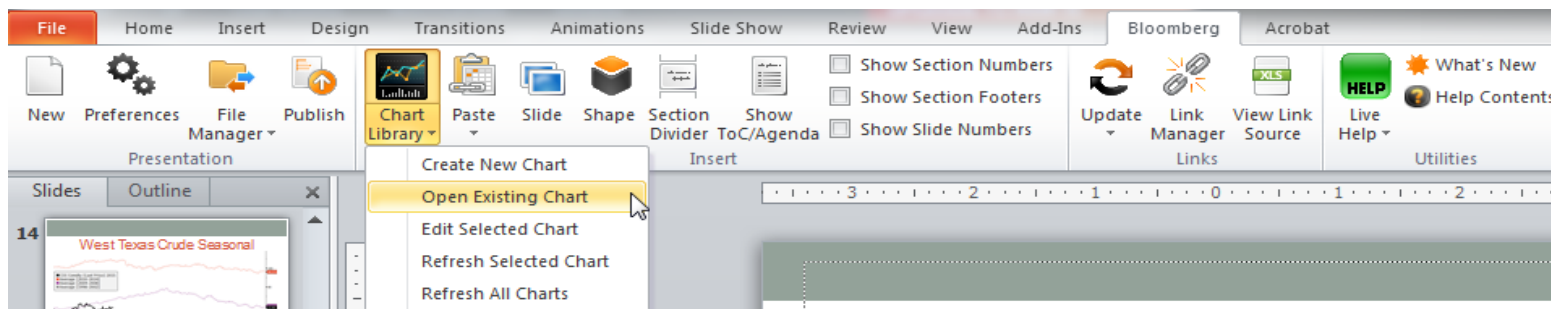 File Home Insert Design Transitions Animations Slide Show Review View Add-Ins Bloomberg Acrobat
New
Preferences
File
Manager
Publish
Presentation
Chart
Library
Paste
Slide
Shape
Section
Divider
Show
ToC/Agenda
Show Section Numbers
Show Section Footers
Show Slide Numbers
Insert
Update
Link
Manager
XLS
View Link
Source
Links
HELP
Live
Help
What's New
Help Contents
Utilities
Create New Chart
Open Existing Chart
Edit Selected Chart
Refresh Selected Chart
Refresh All Charts
Slides Outline
14
West Texas Crude Seasonal
3 2 1 0 1 2